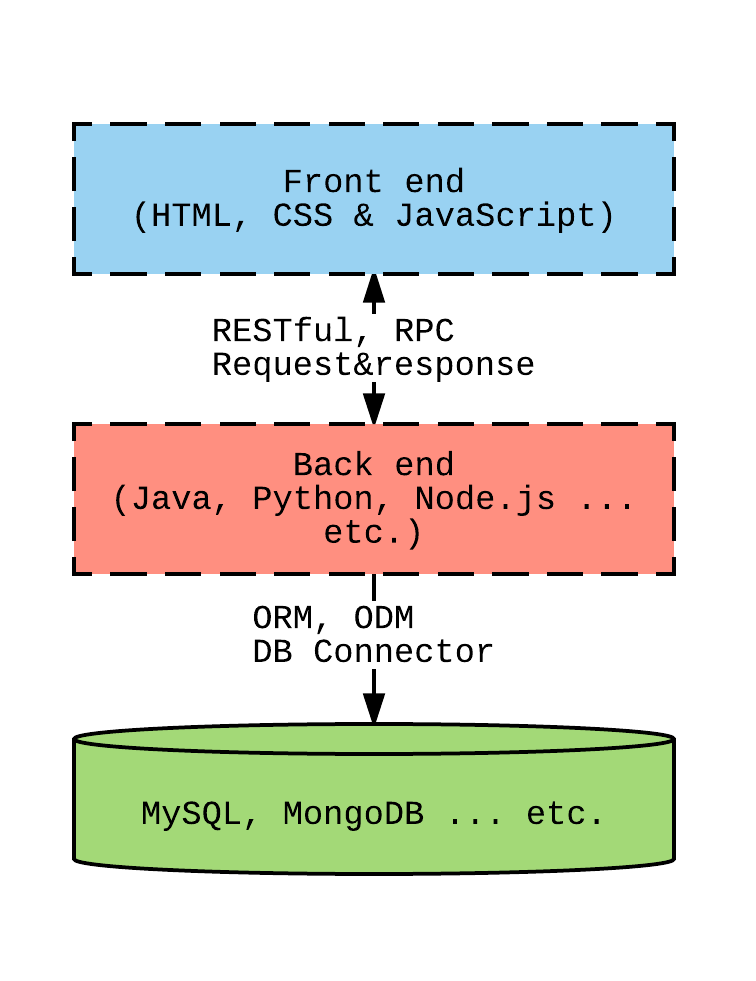 Front end
(HTML, CSS & JavaScript)
RESTful, RPC
Request&response
Back end
(Java, Python, Node.js ...
etc.)
ORM, ODM
DB Connector
MySQL, MongoDB ... etc.